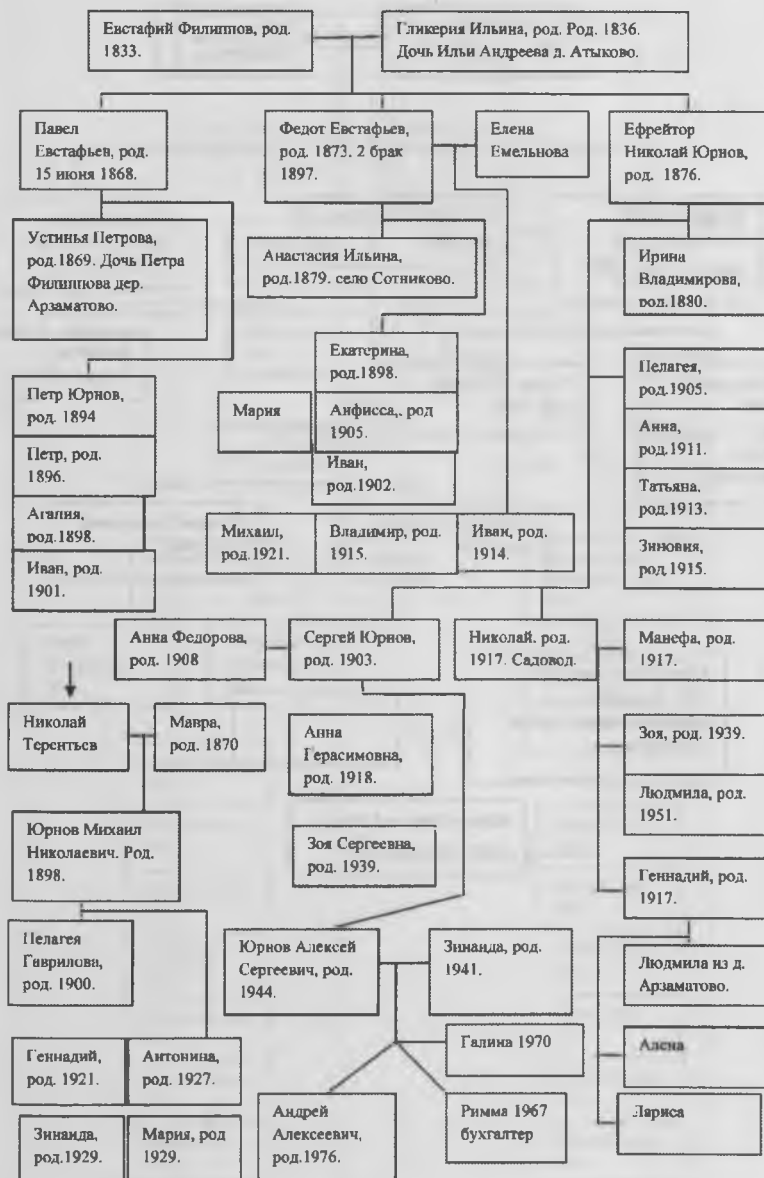 Евстафий Филиппов, род.
1833.
Гликерия Ильина, род. Род. 1836.
Дочь Ильи Андреева д. Атыково.
Павел
Евстафьев, род.
15 июня 1868.
Федот Евстафьев,
род. 1873. 2 брак
1897.
Елена
Емельнова
Ефрейтор
Николай Юрнов,
род. 1876.
Устинья Петрова,
род.1869. Дочь Петра
Филиппова дер.
Арзаматово.
Анастасия Ильина,
род.1879. село Сотниково.
Ирина
Владимирова,
род.1880.
Екатерина,
род.1898.
Мария
Анфисса,. род
1905.
Иван,
род.1902.
Петр Юрнов,
род. 1894
Петр, род.
1896.
Агапия,
род.1898.
Иван, род.
1901.
Пелагея,
род.1905.
Анна,
род.1911.
Татьяна,
род.1913.
Зиновия,
род.1915.
Михаил,
род.1921.
Владимир, род.
1915.
Иван, род.
1914.
Анна Федорова,
род. 1908
Сергей Юрнов,
род. 1903.
Николай. род.
1917. Садовод.
Манефа, род.
1917.
Николай
Терентьев
Мавра,
род. 1870
Анна
Герасимовна,
род. 1918.
Зоя, род. 1939.
Людмила, род.
1951.
Юрнов Михаил
Николаевич. Род.
1898.
Зоя Сергеевна,
род. 1939.
Геннадий, род.
1917.
Пелагея
Гаврилова,
род. 1900.
Юрнов Алексей
Сергеевич, род.
1944.
Зинаида, род.
1941.
Людмила из д.
Арзаматово.
Геннадий,
род. 1921.
Антонина,
род. 1927.
Галина 1970
Алена
Зинаида,
род.1929.
Мария, род
1929.
Андрей
Алексеевич,
род.1976.
Римма 1967
бухгалтер
Лариса